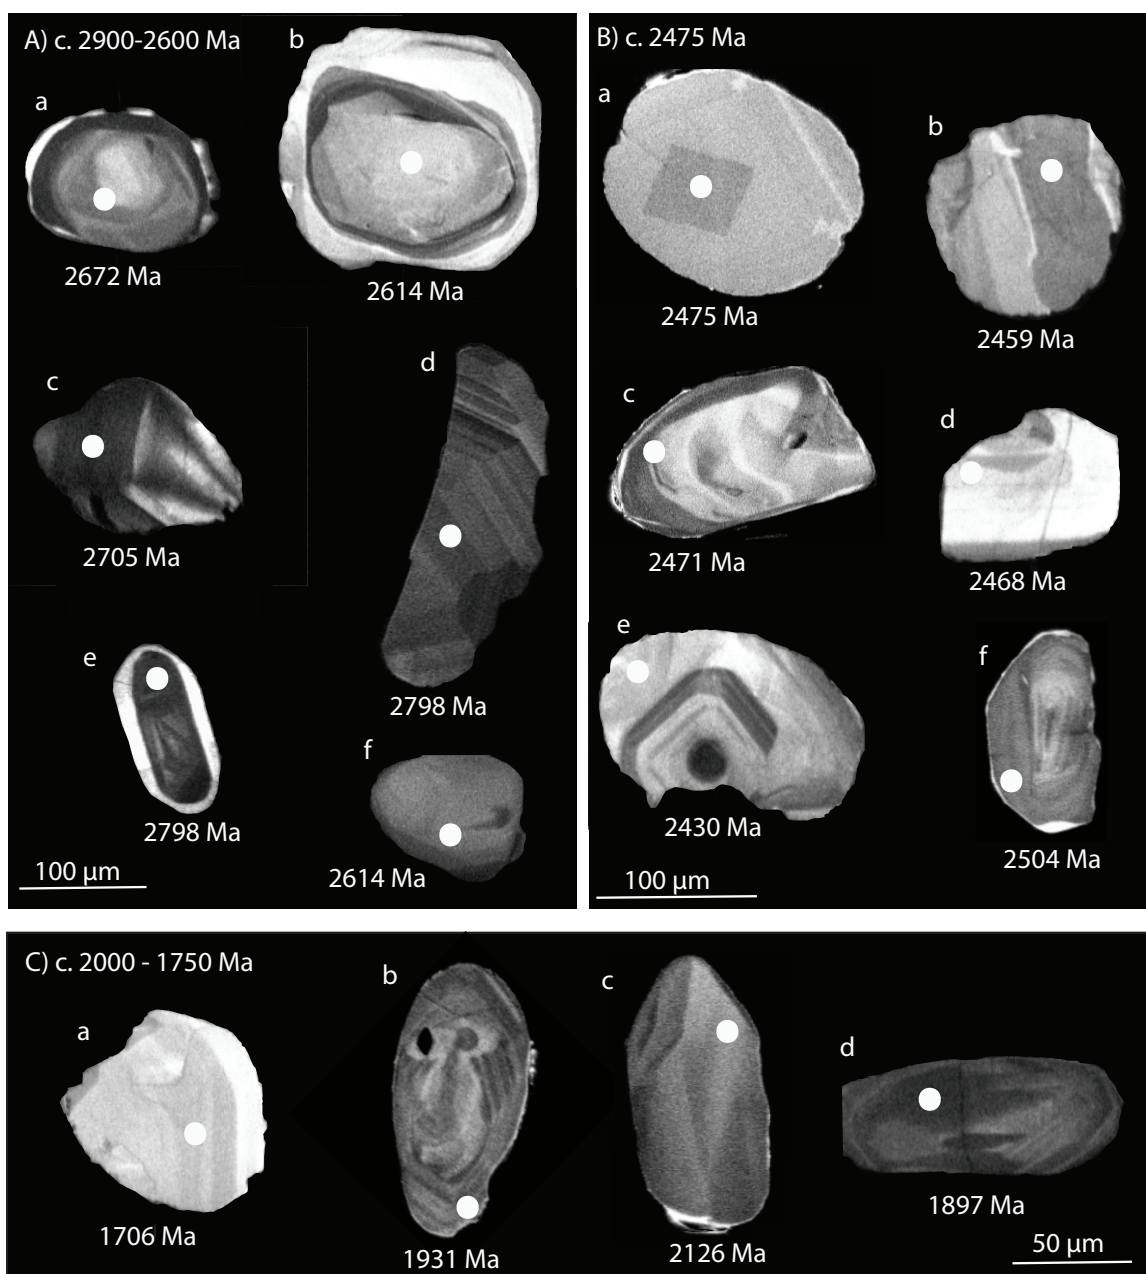 A) c. 2900-2600 Ma
a
2672 Ma
b
2614 Ma
c
2705 Ma
d
2798 Ma
e
2798 Ma
f
2614 Ma
100 µm
B) c. 2475 Ma
a
2475 Ma
b
2459 Ma
c
2471 Ma
d
2468 Ma
e
2430 Ma
f
2504 Ma
100 µm
C) c. 2000 - 1750 Ma
a
1706 Ma
b
1931 Ma
c
2126 Ma
d
1897 Ma
50 µm